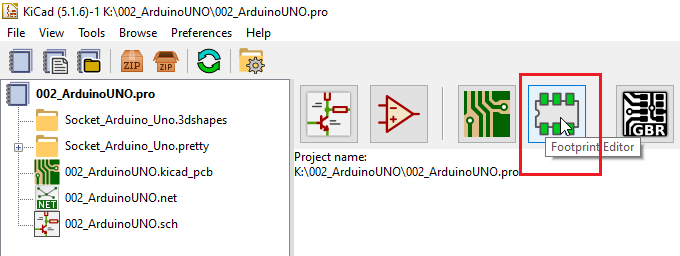 KiCad (5.1.6)-1 K:\002_ArduinoUNO\002_ArduinoUNO.pro
File View Tools Browse Preferences Help
ZIP ZIP
002_ArduinoUNO.pro
Socket_Arduino_Uno.3dshapes
Socket_Arduino_Uno.pretty
002_ArduinoUNO.kicad_pcb
NET 002_ArduinoUNO.net
002_ArduinoUNO.sch
GBR
Footprint Editor
Project name:
K:\002_ArduinoUNO\002_ArduinoUNO.pro